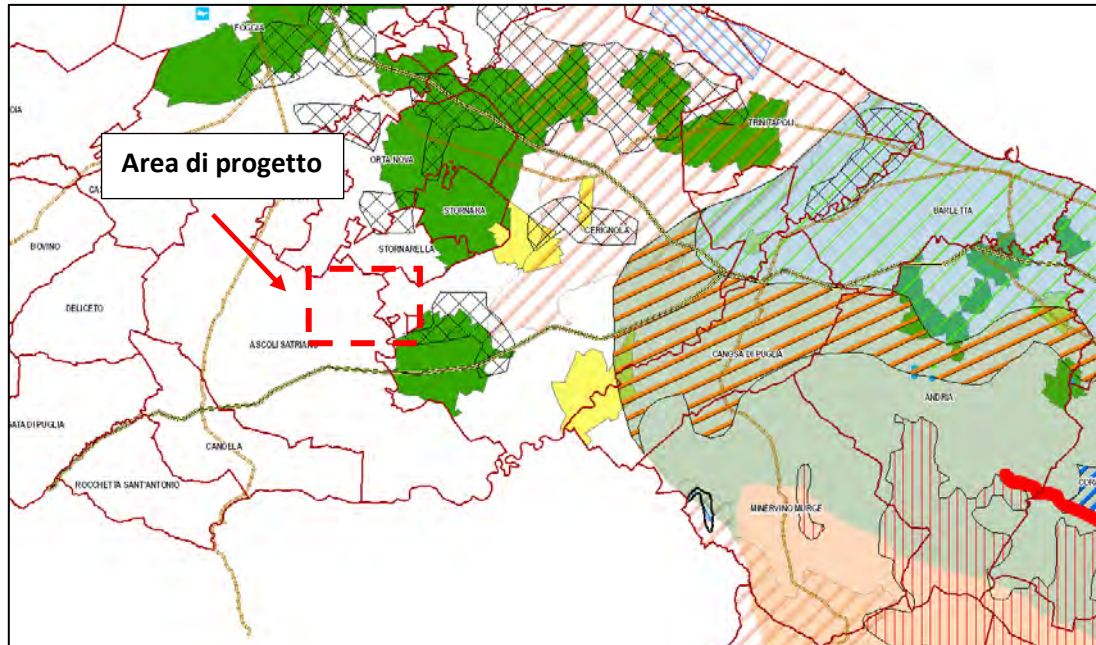 FOGGIA
TRINITAPOLI
Area di progetto
ORTA NOVA
STORNARA
BARLETTA
CERIGNOLA
BOVINO
STORNARELLA
DELICETO
ASCOLI SATRIANO
CANOSA DI PUGLIA
ANDRIA
CANDELA
ROCCHETTA SANT'ANTONIO
MINERVINO MURGE